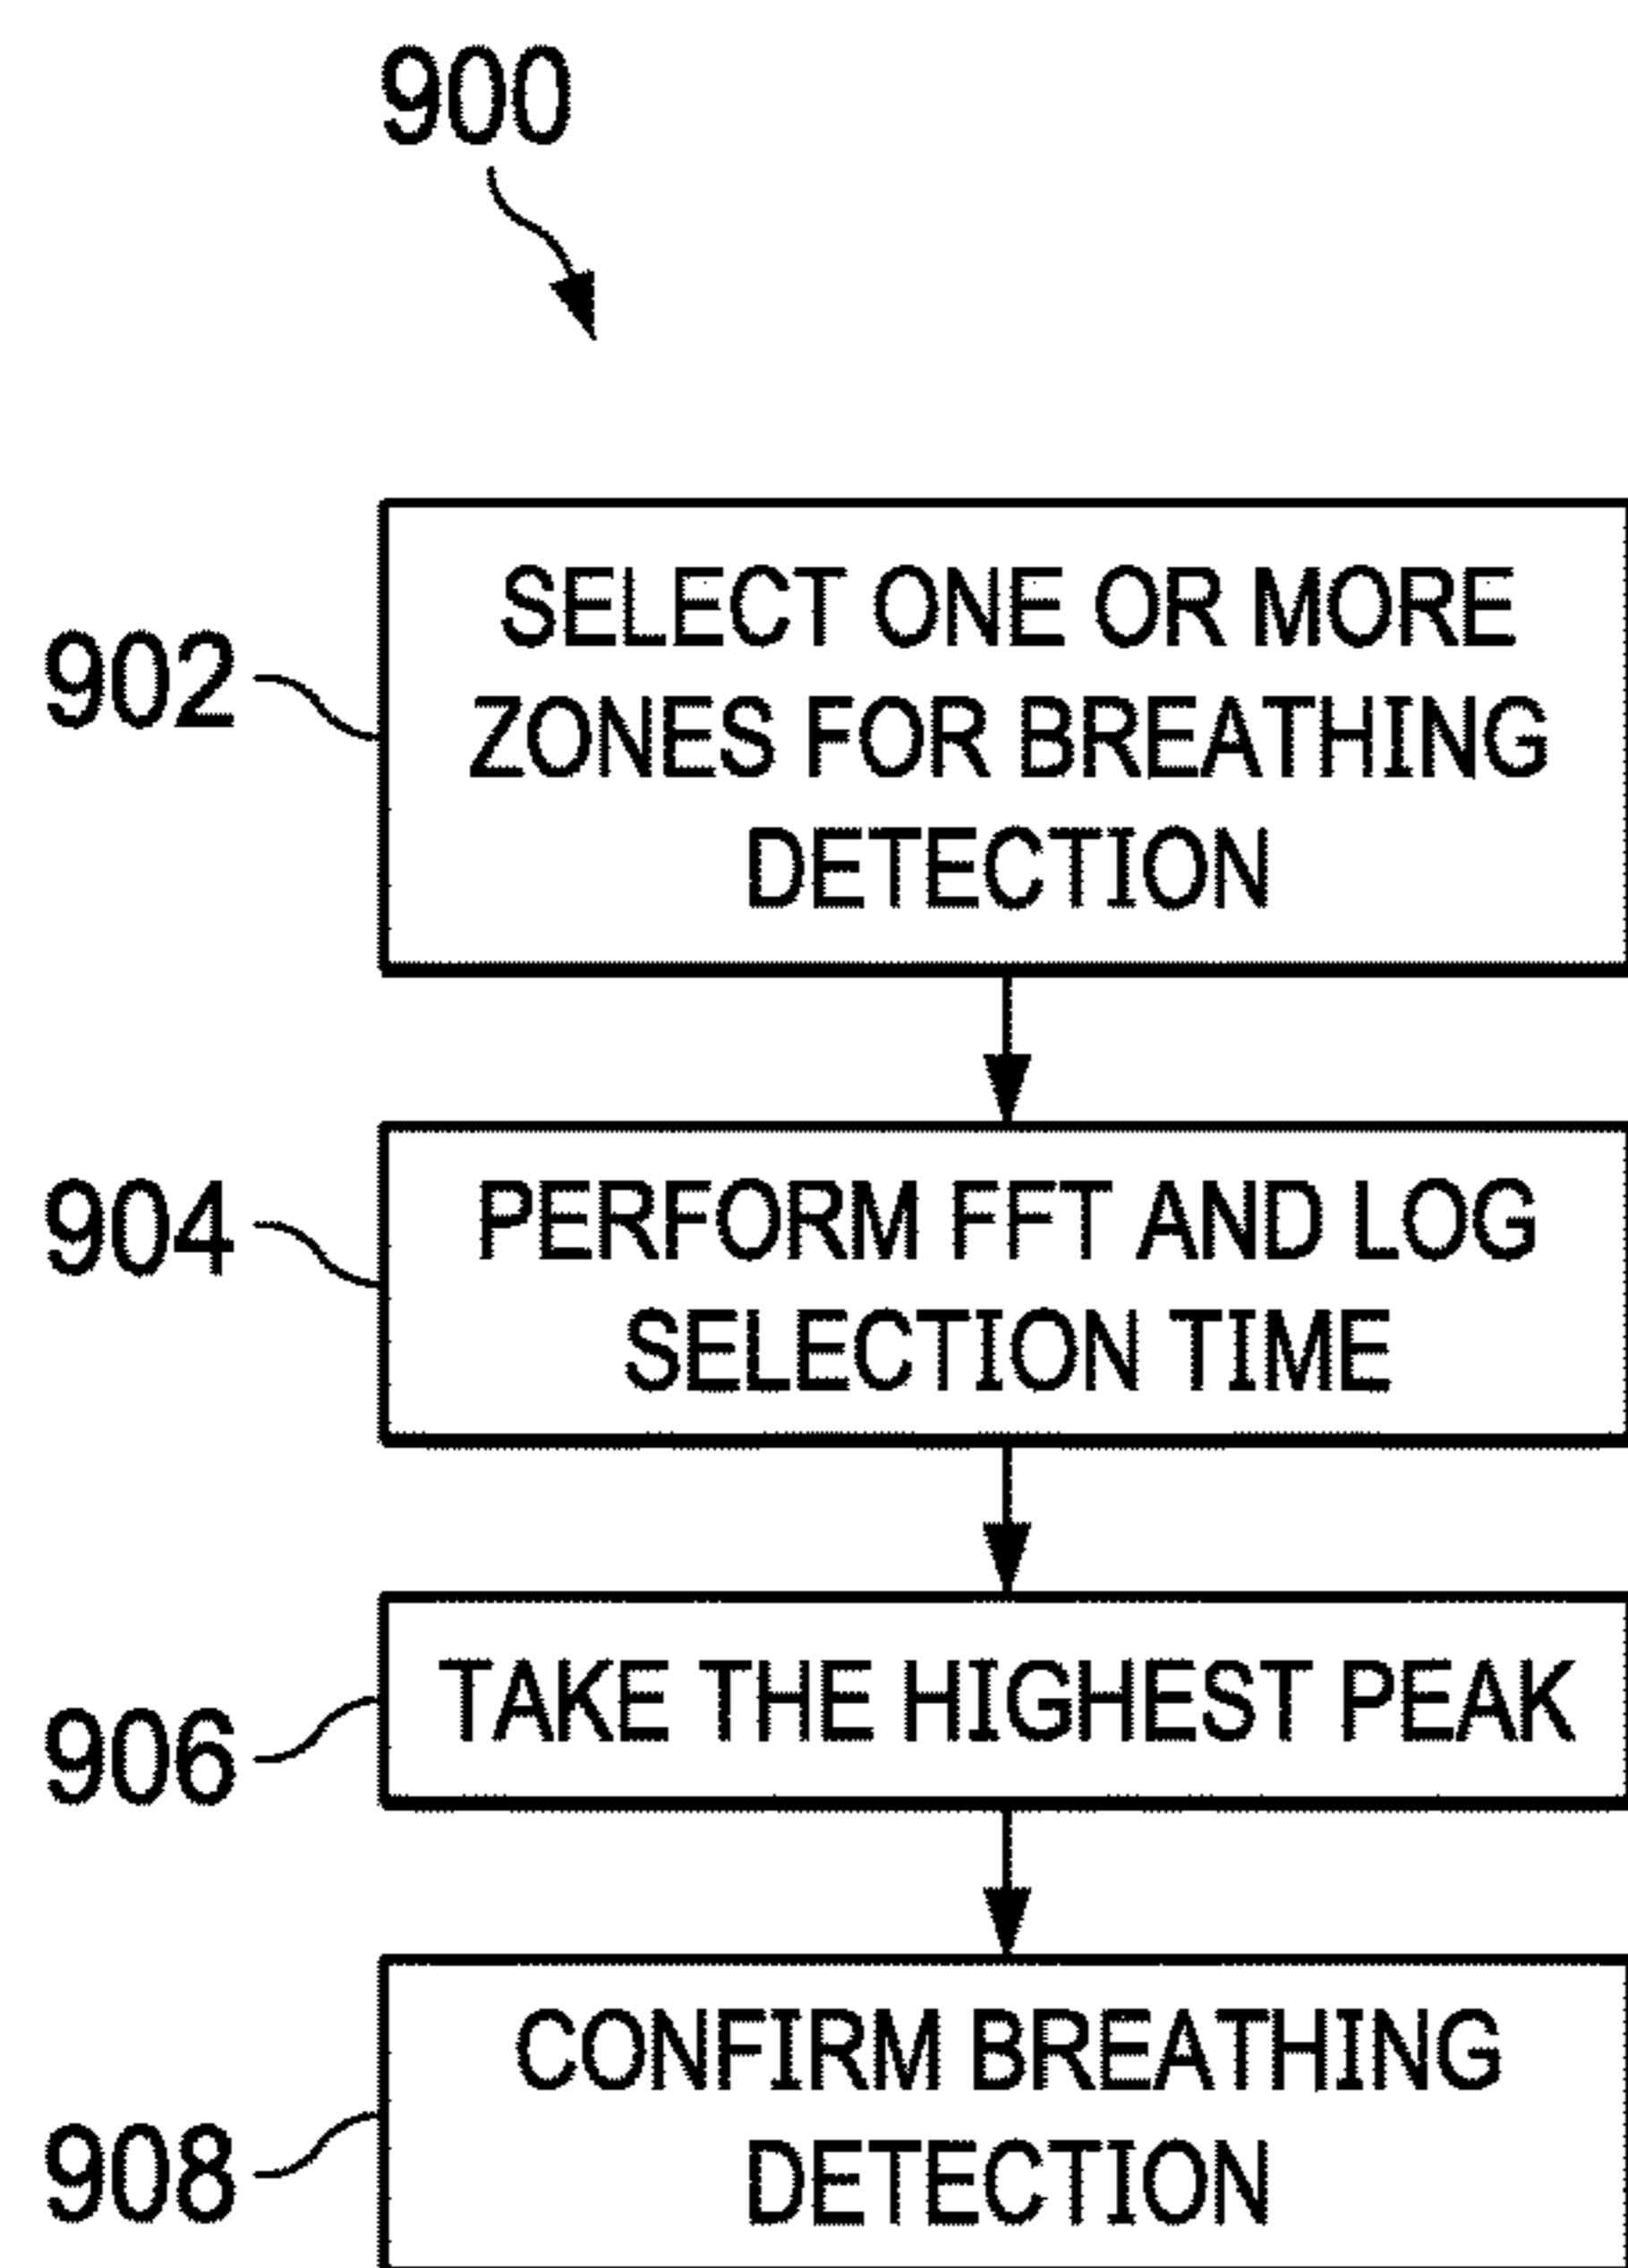 900
902
SELECT ONE OR MORE
ZONES FOR BREATHING
DETECTION
904
PERFORM FFT AND LOG
SELECTION TIME
906
TAKE THE HIGHEST PEAK
908
CONFIRM BREATHING
DETECTION